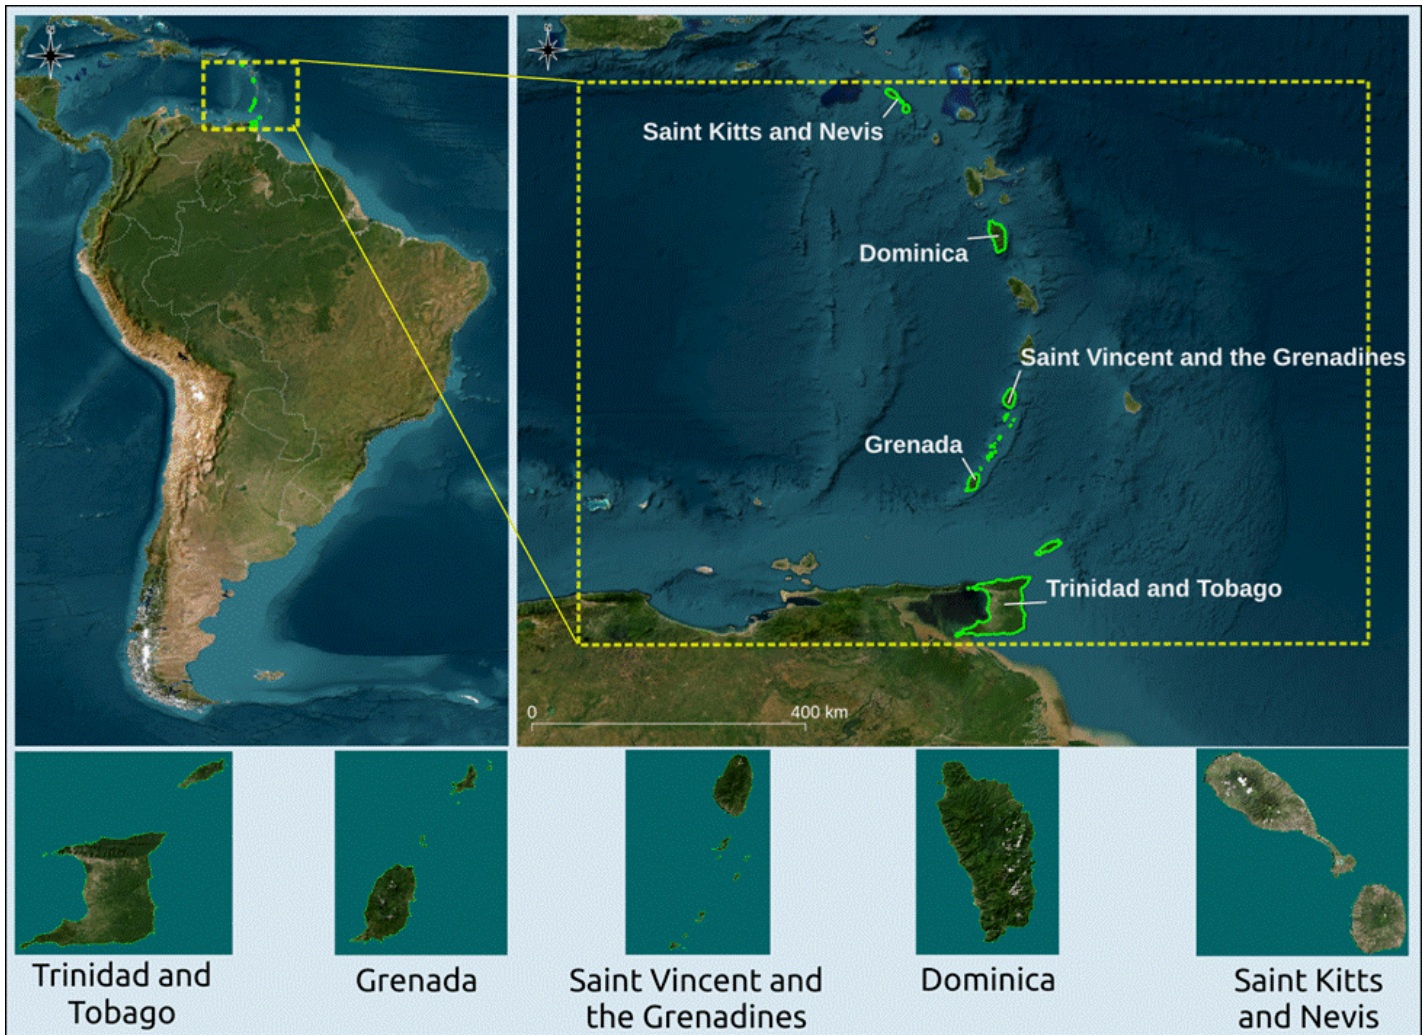 Saint Kitts and Nevis
Dominica
Saint Vincent and the Grenadines
Grenada
Trinidad and Tobago
0 400 km
Trinidad and
Tobago
Grenada
Saint Vincent and
the Grenadines
Dominica
Saint Kitts
and Nevis